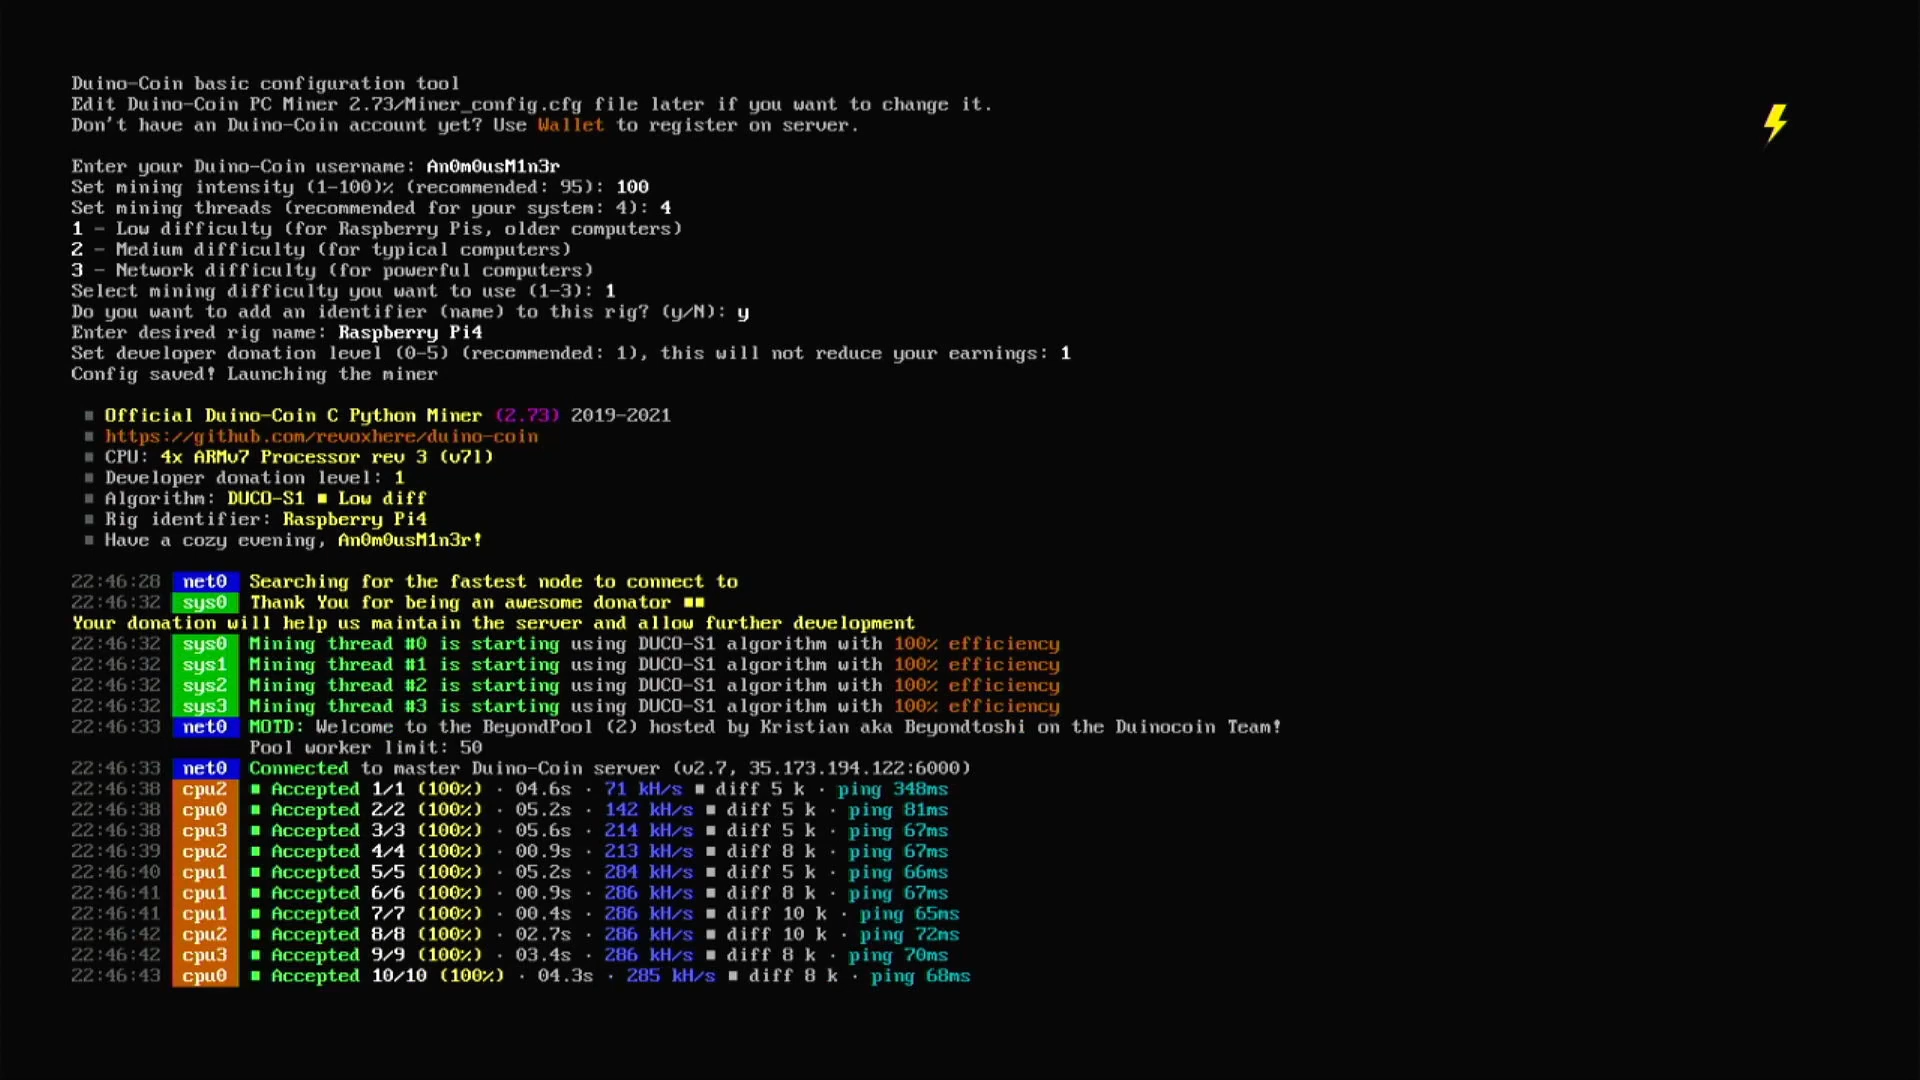 Duino-Coin basic configuration tool
Edit Duino-Coin PC Miner 2.73/Miner_config.cfg file later if you want to change it.
Don't have an Duino-Coin account yet? Use Wallet to register on server.
Enter your Duino-Coin username: An0m0usM1n3r
Set mining intensity (1-100)% (recommended: 95): 100
Set mining threads (recommended for your system: 4): 4
1 - Low difficulty (for Raspberry Pis, older computers)
2 - Medium difficulty (for typical computers)
3 - Network difficulty (for powerful computers)
Select mining difficulty you want to use (1-3): 1
Do you want to add an identifier (name) to this rig? (y/N): y
Enter desired rig name: Raspberry Pi4
Set developer donation level (0-5) (recommended: 1), this will not reduce your earnings: 1
Config saved! Launching the miner
■ Official Duino-Coin C Python Miner (2.73) 2019-2021
■ https://github.com/revoxhere/duino-coin
■ CPU: 4x ARMv7 Processor rev 3 (v7l)
■ Developer donation level: 1
■ Algorithm: DUCO-S1 ■ Low diff
■ Rig identifier: Raspberry Pi4
■ Have a cozy evening, An0m0usM1n3r!
22:46:28 net0 Searching for the fastest node to connect to
22:46:32 sys0 Thank You for being an awesome donator ■■
Your donation will help us maintain the server and allow further development
22:46:32 sys0 Mining thread #0 is starting using DUCO-S1 algorithm with 100% efficiency
22:46:32 sys1 Mining thread #1 is starting using DUCO-S1 algorithm with 100% efficiency
22:46:32 sys2 Mining thread #2 is starting using DUCO-S1 algorithm with 100% efficiency
22:46:32 sys3 Mining thread #3 is starting using DUCO-S1 algorithm with 100% efficiency
22:46:33 net0 MOTD: Welcome to the BeyondPool (2) hosted by Kristian aka Beyondtoshi on the Duinocoin Team!
Pool worker limit: 50
22:46:33 net0 Connected to master Duino-Coin server (v2.7, 35.173.194.122:6000)
22:46:38 cpu2 ■ Accepted 1/1 (100%) · 04.6s · 71 kH/s ■ diff 5 k · ping 348ms
22:46:38 cpu0 ■ Accepted 2/2 (100%) · 05.2s · 142 kH/s ■ diff 5 k · ping 81ms
22:46:38 cpu3 ■ Accepted 3/3 (100%) · 05.6s · 214 kH/s ■ diff 5 k · ping 67ms
22:46:39 cpu2 ■ Accepted 4/4 (100%) · 00.9s · 213 kH/s ■ diff 8 k · ping 67ms
22:46:40 cpu1 ■ Accepted 5/5 (100%) · 05.2s · 284 kH/s ■ diff 5 k · ping 66ms
22:46:41 cpu1 ■ Accepted 6/6 (100%) · 00.9s · 286 kH/s ■ diff 8 k · ping 67ms
22:46:41 cpu1 ■ Accepted 7/7 (100%) · 00.4s · 286 kH/s ■ diff 10 k · ping 65ms
22:46:42 cpu2 ■ Accepted 8/8 (100%) · 02.7s · 286 kH/s ■ diff 10 k · ping 72ms
22:46:42 cpu3 ■ Accepted 9/9 (100%) · 03.4s · 286 kH/s ■ diff 8 k · ping 70ms
22:46:43 cpu0 ■ Accepted 10/10 (100%) · 04.3s · 285 kH/s ■ diff 8 k · ping 68ms